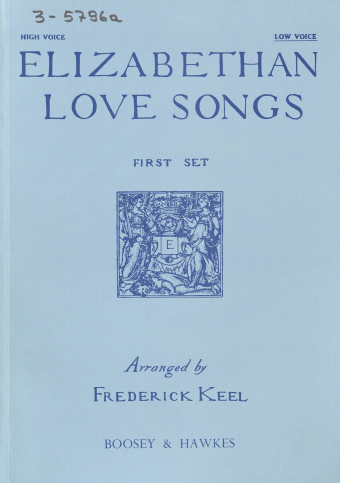 3-5796a
HIGH VOICE LOW VOICE
ELIZABETHAN
LOVE SONGS
FIRST SET
E
Arranged by
FREDERICK KEEL
BOOSEY & HAWKES